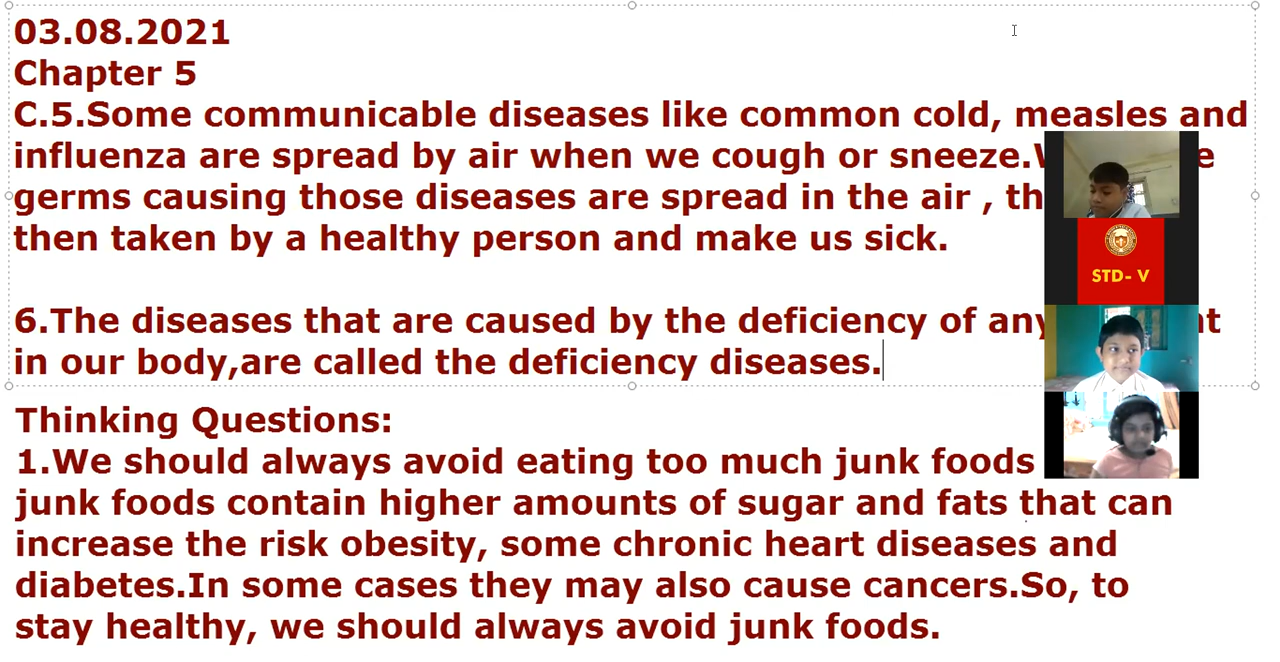 03.08.2021
Chapter 5
C.5.Some communicable diseases like common cold, measles and
influenza are spread by air when we cough or sneeze.
germs causing those diseases are spread in the air ,
then taken by a healthy person and make us sick.
6.The diseases that are caused by the deficiency of any
in our body,are called the deficiency diseases.
Thinking Questions:
1.We should always avoid eating too much junk foods
junk foods contain higher amounts of sugar and fats that can
increase the risk obesity, some chronic heart diseases and
diabetes.In some cases they may also cause cancers.So, to
stay healthy, we should always avoid junk foods.
STD- V